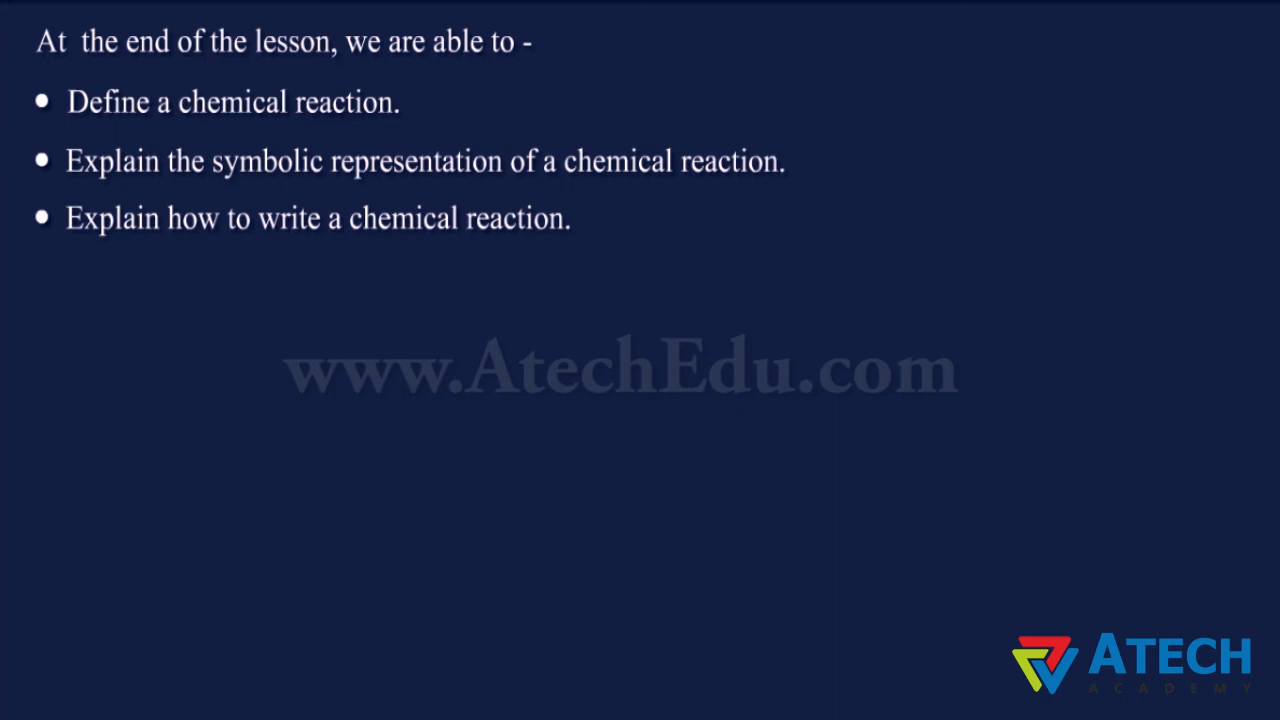 At the end of the lesson, we are able to -
• Define a chemical reaction.
• Explain the symbolic representation of a chemical reaction.
• Explain how to write a chemical reaction.
www.AtechEdu.com
ATECH
ACADEMY